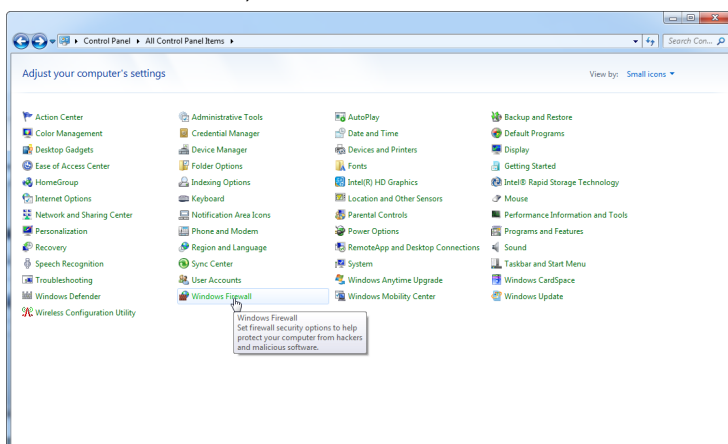 Control Panel ▸ All Control Panel Items ▸
Search Con...
Adjust your computer's settings
View by: Small icons
Action Center
Administrative Tools
AutoPlay
Backup and Restore
Color Management
Credential Manager
Date and Time
Default Programs
Desktop Gadgets
Device Manager
Devices and Printers
Display
Ease of Access Center
Folder Options
Fonts
Getting Started
HomeGroup
Indexing Options
Intel(R) HD Graphics
Intel® Rapid Storage Technology
Internet Options
Keyboard
Location and Other Sensors
Mouse
Network and Sharing Center
Notification Area Icons
Parental Controls
Performance Information and Tools
Personalization
Phone and Modem
Power Options
Programs and Features
Recovery
Region and Language
RemoteApp and Desktop Connections
Sound
Speech Recognition
Sync Center
System
Taskbar and Start Menu
Troubleshooting
User Accounts
Windows Anytime Upgrade
Windows CardSpace
Windows Defender
Windows Firewall
Windows Mobility Center
Windows Update
Wireless Configuration Utility
Windows Firewall
Set firewall security options to help
protect your computer from hackers
and malicious software.